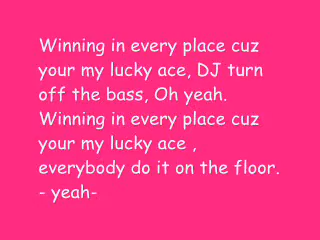 Winning in every place cuz
your my lucky ace, DJ turn
off the bass, Oh yeah.
Winning in every place cuz
your my lucky ace ,
everybody do it on the floor.
- yeah-